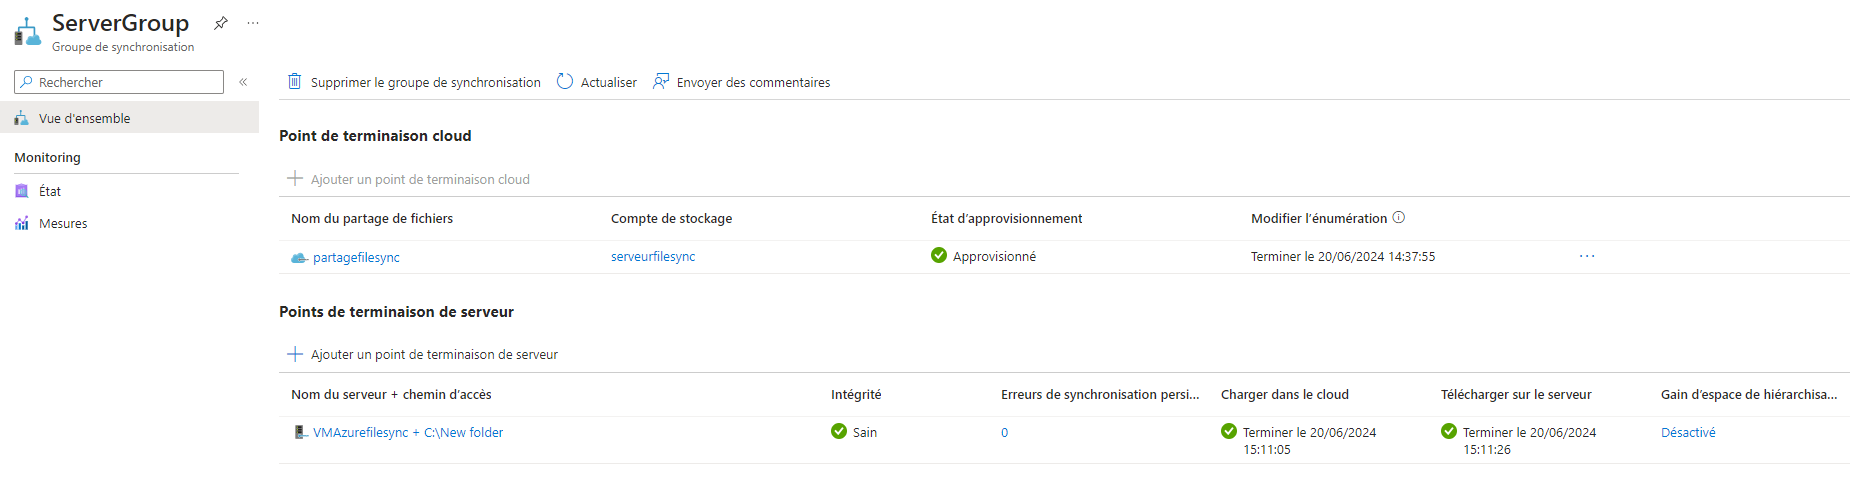 ServerGroup
Groupe de synchronisation
Rechercher
Vue d'ensemble
Monitoring
État
Mesures
Supprimer le groupe de synchronisation Actualiser Envoyer des commentaires
Point de terminaison cloud
Ajouter un point de terminaison cloud
Nom du partage de fichiers Compte de stockage État d'approvisionnement Modifier l'énumération
partagefilesync serveurfilesync Approvisionné Terminer le 20/06/2024 14:37:55
Points de terminaison de serveur
Ajouter un point de terminaison de serveur
Nom du serveur + chemin d'accès Intégrité Erreurs de synchronisation persi... Charger dans le cloud Télécharger sur le serveur Gain d'espace de hiérarchisa...
VMAzurefilesync + C:\New folder Sain 0 Terminer le 20/06/2024 Terminer le 20/06/2024 Désactivé
15:11:05 15:11:26